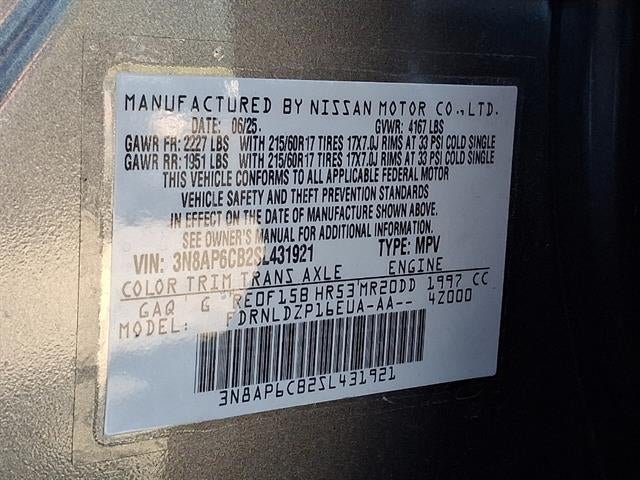 MANUFACTURED BY NISSAN MOTOR CO., LTD.
DATE: 06/25. GVWR: 4167 LBS
GAWR FR: 2227 LBS WITH 215/60R17 TIRES 17X7.0J RIMS AT 33 PSI COLD SINGLE
GAWR RR: 1951 LBS WITH 215/60R17 TIRES 17X7.0J RIMS AT 33 PSI COLD SINGLE
THIS VEHICLE CONFORMS TO ALL APPLICABLE FEDERAL MOTOR
VEHICLE SAFETY AND THEFT PREVENTION STANDARDS
IN EFFECT ON THE DATE OF MANUFACTURE SHOWN ABOVE.
SEE OWNER'S MANUAL FOR ADDITIONAL INFORMATION.
VIN: 3N8AP6CB2SL431921 TYPE: MPV
COLOR TRIM TRANS AXLE ENGINE
GAQ G RE0F15B HR53 MR20DD 1997 CC
MODEL: FDRNLDZP16EUA-AA-- 4Z000
3N8AP6CB2SL431921